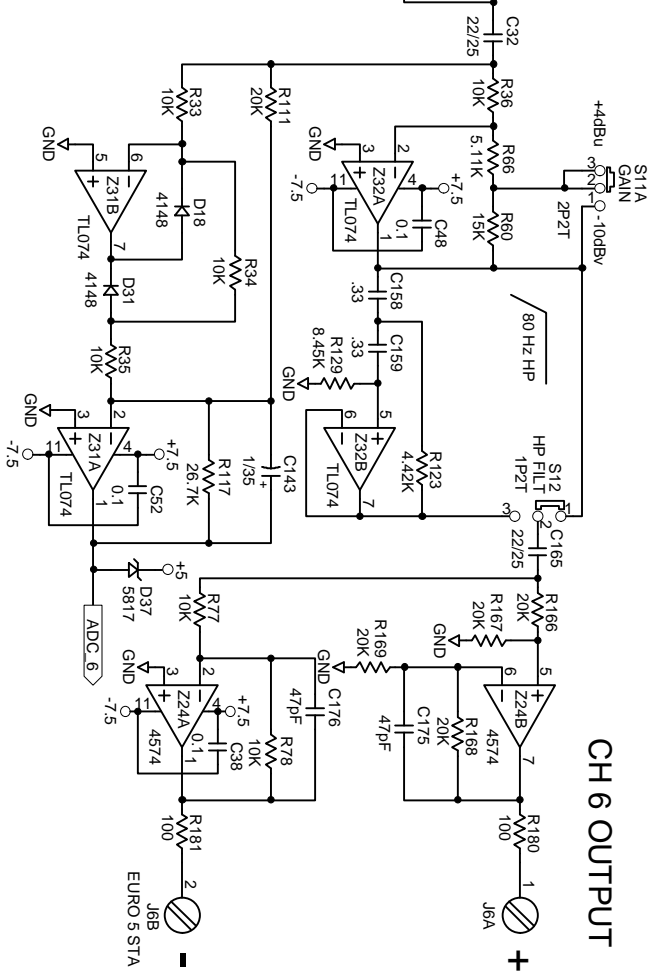 CH 6 OUTPUT
C32
22/25
R36
10K
R66
5.11K
R60
15K
+4dBu
3
2
1
S11A
GAIN
2P2T
-10dBv
80 Hz HP
R33
10K
R111
20K
GND
3
2
11
4
1
Z32A
TL074
-7.5
+7.5
C48
0.1
C158
.33
C159
.33
R129
8.45K
GND
5
6
7
Z32B
TL074
R123
4.42K
S12
HP FILT
1P2T
1
2
3
C165
22/25
GND
5
6
7
Z31B
TL074
D18
4148
R34
10K
D31
4148
R35
10K
GND
3
2
11
4
1
Z31A
TL074
-7.5
+7.5
C52
0.1
R117
26.7K
C143
1/35
+
+5
D37
5817
ADC_6
R77
10K
R166
20K
R167
20K
GND
5
6
7
Z24B
4574
R169
20K
GND
R168
20K
C175
47pF
R180
100
1
J6A
+
GND
3
2
11
4
1
Z24A
4574
-7.5
+7.5
C38
0.1
R78
10K
C176
47pF
R181
100
2
J6B
EURO 5 STA
-